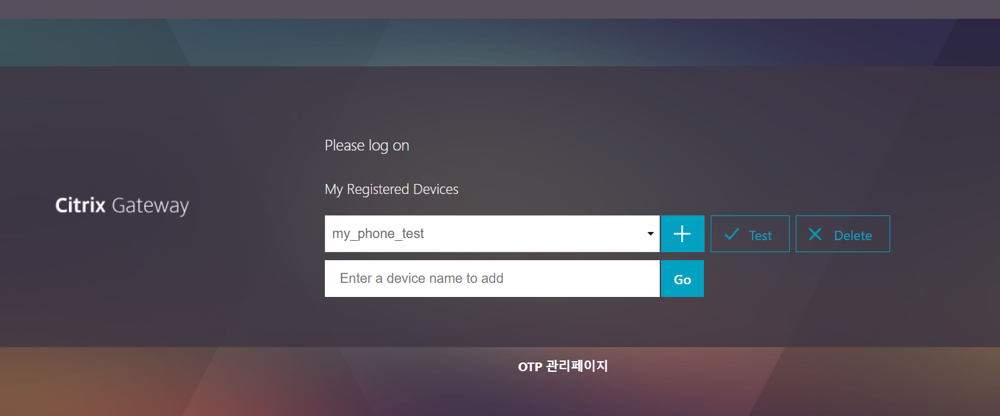 Please log on
My Registered Devices
Citrix Gateway
my_phone_test
Test
Delete
Enter a device name to add
Go
OTP 관리페이지